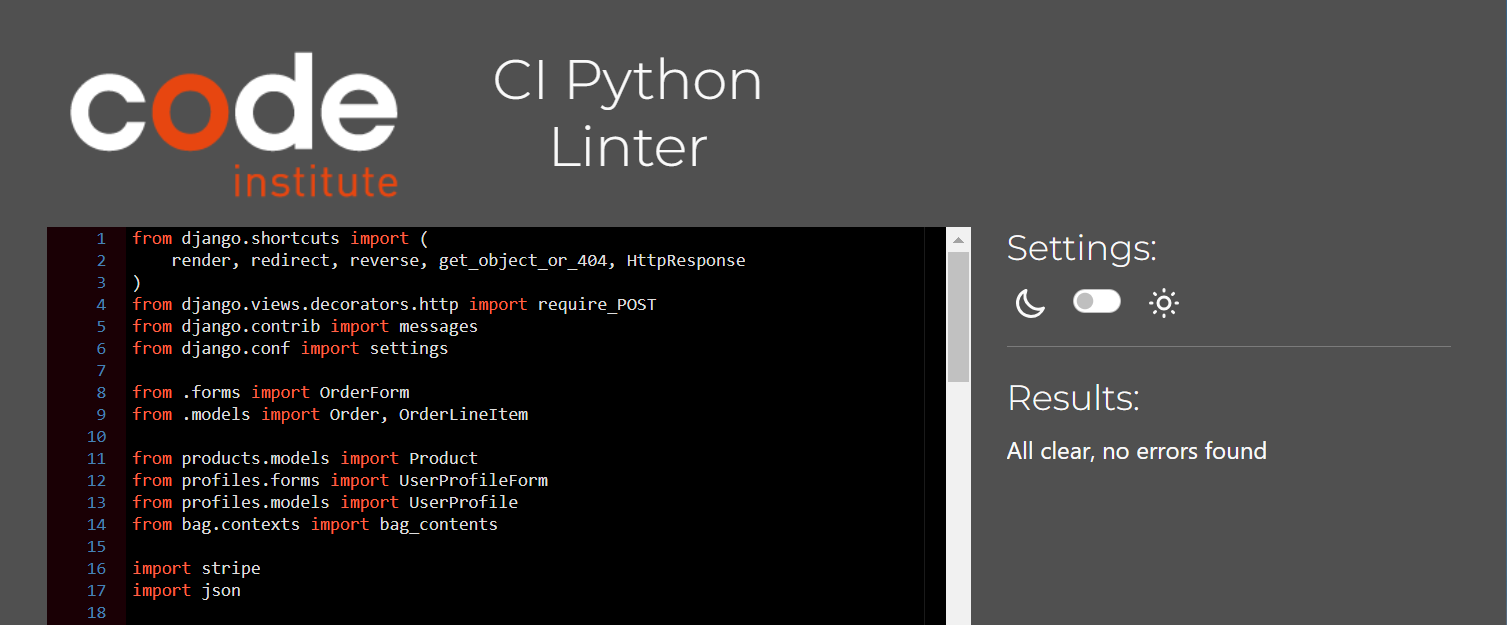 code
institute
CI Python
Linter
1 from django.shortcuts import (
2     render, redirect, reverse, get_object_or_404, HttpResponse
3 )
4 from django.views.decorators.http import require_POST
5 from django.contrib import messages
6 from django.conf import settings
7
8 from .forms import OrderForm
9 from .models import Order, OrderLineItem
10
11 from products.models import Product
12 from profiles.forms import UserProfileForm
13 from profiles.models import UserProfile
14 from bag.contexts import bag_contents
15
16 import stripe
17 import json
18
Settings:
Results:
All clear, no errors found